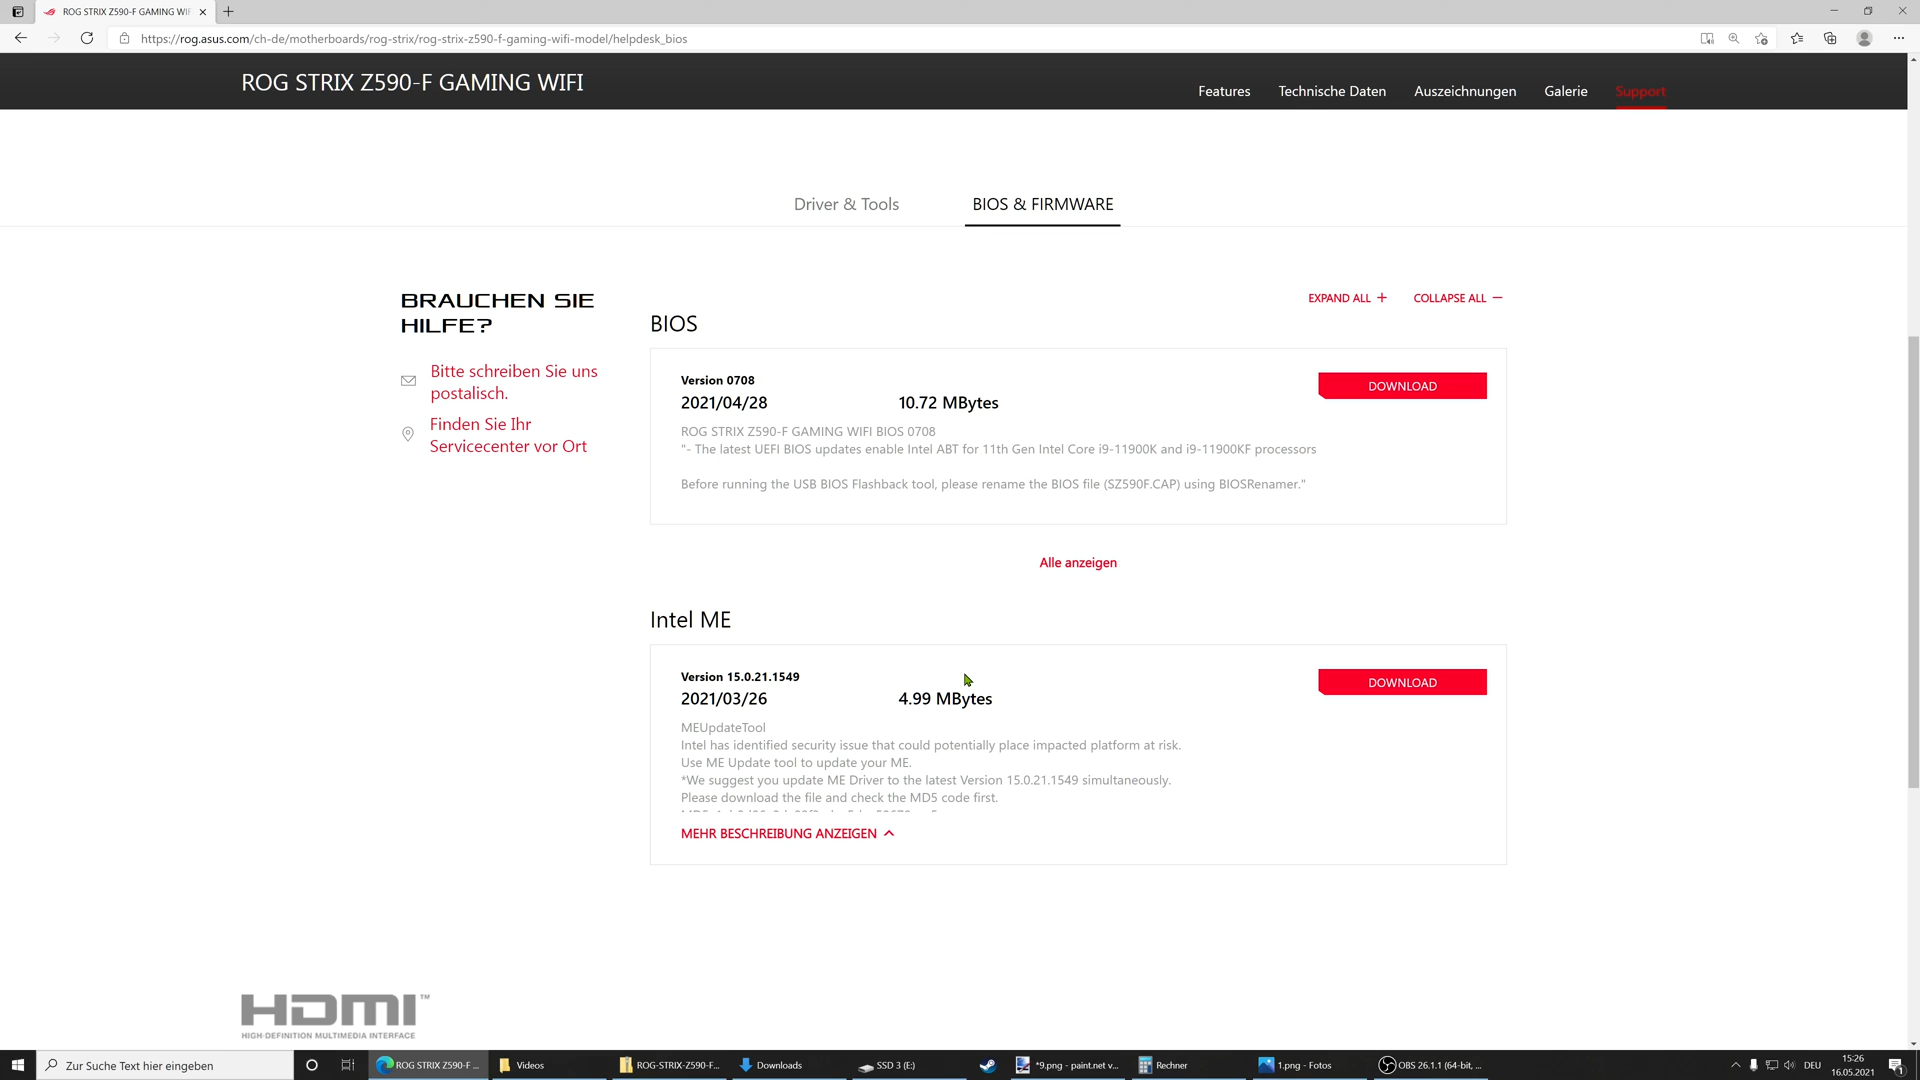 ROG STRIX Z590-F GAMING WIF
https://rog.asus.com/ch-de/motherboards/rog-strix/rog-strix-z590-f-gaming-wifi-model/helpdesk_bios
ROG STRIX Z590-F GAMING WIFI
Features
Technische Daten
Auszeichnungen
Galerie
Support
Driver & Tools
BIOS & FIRMWARE
BRAUCHEN SIE
HILFE?
Bitte schreiben Sie uns
postalisch.
Finden Sie Ihr
Servicecenter vor Ort
EXPAND ALL +
COLLAPSE ALL −
BIOS
Version 0708
2021/04/28
10.72 MBytes
DOWNLOAD
ROG STRIX Z590-F GAMING WIFI BIOS 0708
"- The latest UEFI BIOS updates enable Intel ABT for 11th Gen Intel Core i9-11900K and i9-11900KF processors
Before running the USB BIOS Flashback tool, please rename the BIOS file (SZ590F.CAP) using BIOSRenamer."
Alle anzeigen
Intel ME
Version 15.0.21.1549
2021/03/26
4.99 MBytes
DOWNLOAD
MEUpdateTool
Intel has identified security issue that could potentially place impacted platform at risk.
Use ME Update tool to update your ME.
*We suggest you update ME Driver to the latest Version 15.0.21.1549 simultaneously.
Please download the file and check the MD5 code first.
MEHR BESCHREIBUNG ANZEIGEN
HDMI™
HIGH-DEFINITION MULTIMEDIA INTERFACE
Zur Suche Text hier eingeben
ROG STRIX Z590-F ...
Videos
ROG-STRIX-Z590-F...
Downloads
SSD 3 (E:)
*9.png - paint.net v...
Rechner
1.png - Fotos
OBS 26.1.1 (64-bit, ...
DEU
15:26
16.05.2021
1